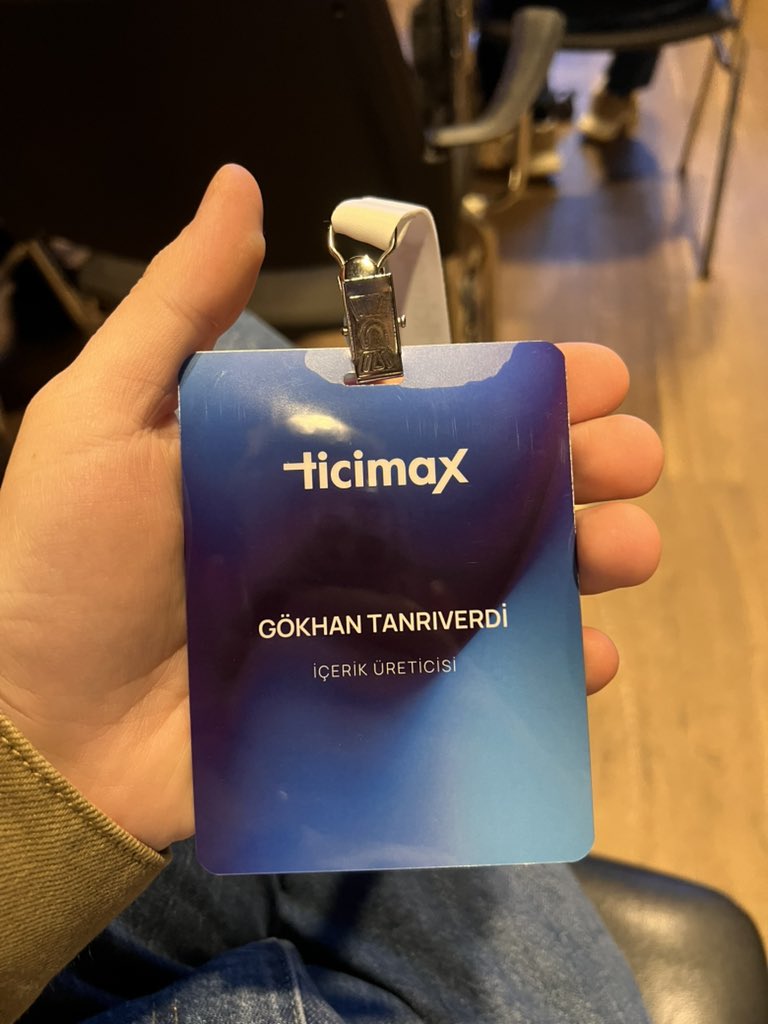 ticimax
GÖKHAN TANRIVERDİ
İÇERİK ÜRETİCİSİ